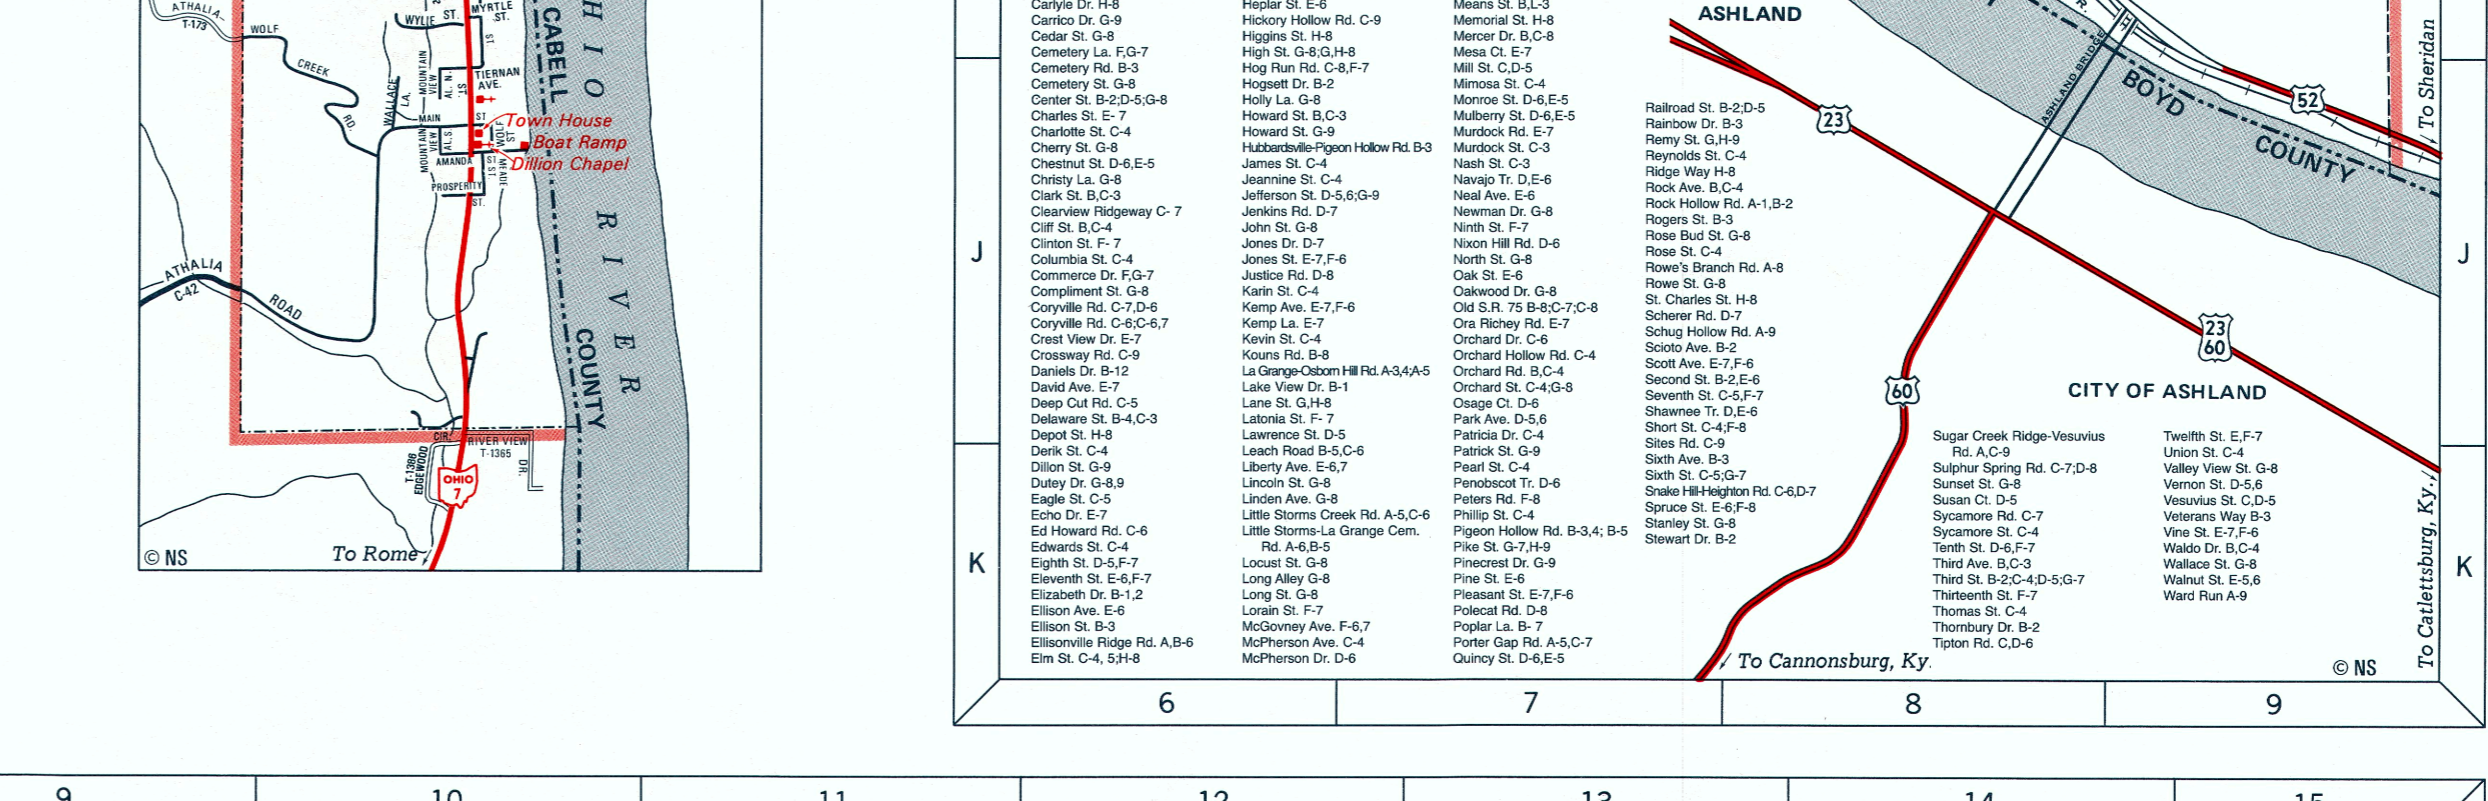 ATHALIA
T-173
WOLF
CREEK
RD.
WYLIE ST.
MYRTLE
ST.
ST
MOUNTAIN
VIEW
AL. N.
ST.
TIERNAN
AVE.
WALLACE
LA.
MAIN ST
Town House
WOLF
ST
Boat Ramp
Dillion Chapel
MOUNTAIN
VIEW
AL. S.
AMANDA ST
ST
MEADE
PROSPERITY
ST.
CABELL
COUNTY
HIO RIVER
ATHALIA
C-42
ROAD
CIR.
RIVER VIEW
T-1365
DR.
T-1386
EDGEWOOD
OHIO
7
To Rome
© NS
J
K
Carlyle Dr. H-8
Carrico Dr. G-9
Cedar St. G-8
Cemetery La. F,G-7
Cemetery Rd. B-3
Cemetery St. G-8
Center St. B-2;D-5;G-8
Charles St. E- 7
Charlotte St. C-4
Cherry St. G-8
Chestnut St. D-6,E-5
Christy La. G-8
Clark St. B,C-3
Clearview Ridgeway C- 7
Cliff St. B,C-4
Clinton St. F- 7
Columbia St. C-4
Commerce Dr. F,G-7
Compliment St. G-8
Coryville Rd. C-7,D-6
Coryville Rd. C-6;C-6,7
Crest View Dr. E-7
Crossway Rd. C-9
Daniels Dr. B-12
David Ave. E-7
Deep Cut Rd. C-5
Delaware St. B-4,C-3
Depot St. H-8
Derik St. C-4
Dillon St. G-9
Dutey Dr. G-8,9
Eagle St. C-5
Echo Dr. E-7
Ed Howard Rd. C-6
Edwards St. C-4
Eighth St. D-5,F-7
Eleventh St. E-6,F-7
Elizabeth Dr. B-1,2
Ellison Ave. E-6
Ellison St. B-3
Ellisonville Ridge Rd. A,B-6
Elm St. C-4, 5;H-8
Heplar St. E-6
Hickory Hollow Rd. C-9
Higgins St. H-8
High St. G-8;G,H-8
Hog Run Rd. C-8,F-7
Hogsett Dr. B-2
Holly La. G-8
Howard St. B,C-3
Howard St. G-9
Hubbardsville-Pigeon Hollow Rd. B-3
James St. C-4
Jeannine St. C-4
Jefferson St. D-5,6;G-9
Jenkins Rd. D-7
John St. G-8
Jones Dr. D-7
Jones St. E-7,F-6
Justice Rd. D-8
Karin St. C-4
Kemp Ave. E-7,F-6
Kemp La. E-7
Kevin St. C-4
Kouns Rd. B-8
La Grange-Osborn Hill Rd. A-3,4;A-5
Lake View Dr. B-1
Lane St. G,H-8
Latonia St. F- 7
Lawrence St. D-5
Leach Road B-5,C-6
Liberty Ave. E-6,7
Lincoln St. G-8
Linden Ave. G-8
Little Storms Creek Rd. A-5,C-6
Little Storms-La Grange Cem.
Rd. A-6,B-5
Locust St. G-8
Long Alley G-8
Long St. G-8
Lorain St. F-7
McGovney Ave. F-6,7
McPherson Ave. C-4
McPherson Dr. D-6
Means St. B,L-3
Memorial St. H-8
Mercer Dr. B,C-8
Mesa Ct. E-7
Mill St. C,D-5
Mimosa St. C-4
Monroe St. D-6,E-5
Mulberry St. D-6,E-5
Murdock Rd. E-7
Murdock St. C-3
Nash St. C-3
Navajo Tr. D,E-6
Neal Ave. E-6
Newman Dr. G-8
Ninth St. F-7
Nixon Hill Rd. D-6
North St. G-8
Oak St. E-6
Oakwood Dr. G-8
Old S.R. 75 B-8;C-7;C-8
Ora Richey Rd. E-7
Orchard Dr. C-6
Orchard Hollow Rd. C-4
Orchard Rd. B,C-4
Orchard St. C-4;G-8
Osage Ct. D-6
Park Ave. D-5,6
Patricia Dr. C-4
Patrick St. G-9
Pearl St. C-4
Penobscot Tr. D-6
Peters Rd. F-8
Phillip St. C-4
Pigeon Hollow Rd. B-3,4; B-5
Pike St. G-7,H-9
Pinecrest Dr. G-9
Pine St. E-6
Pleasant St. E-7,F-6
Polecat Rd. D-8
Poplar La. B- 7
Porter Gap Rd. A-5,C-7
Quincy St. D-6,E-5
Railroad St. B-2;D-5
Rainbow Dr. B-3
Remy St. G,H-9
Reynolds St. C-4
Ridge Way H-8
Rock Ave. B,C-4
Rock Hollow Rd. A-1,B-2
Rogers St. B-3
Rose Bud St. G-8
Rose St. C-4
Rowe's Branch Rd. A-8
Rowe St. G-8
St. Charles St. H-8
Scherer Rd. D-7
Schug Hollow Rd. A-9
Scioto Ave. B-2
Scott Ave. E-7,F-6
Second St. B-2,E-6
Seventh St. C-5,F-7
Shawnee Tr. D,E-6
Short St. C-4;F-8
Sites Rd. C-9
Sixth Ave. B-3
Sixth St. C-5;G-7
Snake Hill-Heighton Rd. C-6,D-7
Spruce St. E-6;F-8
Stanley St. G-8
Stewart Dr. B-2
Sugar Creek Ridge-Vesuvius
Rd. A,C-9
Sulphur Spring Rd. C-7;D-8
Sunset St. G-8
Susan Ct. D-5
Sycamore Rd. C-7
Sycamore St. C-4
Tenth St. D-6,F-7
Third Ave. B,C-3
Third St. B-2;C-4;D-5;G-7
Thirteenth St. F-7
Thomas St. C-4
Thornbury Dr. B-2
Tipton Rd. C,D-6
Twelfth St. E,F-7
Union St. C-4
Valley View St. G-8
Vernon St. D-5,6
Vesuvius St. C,D-5
Veterans Way B-3
Vine St. E-7,F-6
Waldo Dr. B,C-4
Wallace St. G-8
Walnut St. E-5,6
Ward Run A-9
ASHLAND
23
R.
ASHLAND BRIDGE
BOYD
COUNTY
52
To Sheridan
23
60
60
CITY OF ASHLAND
To Cannonsburg, Ky.
To Catlettsburg, Ky.
© NS
J
K
6 7 8 9
9 10 11 12 13 14 15